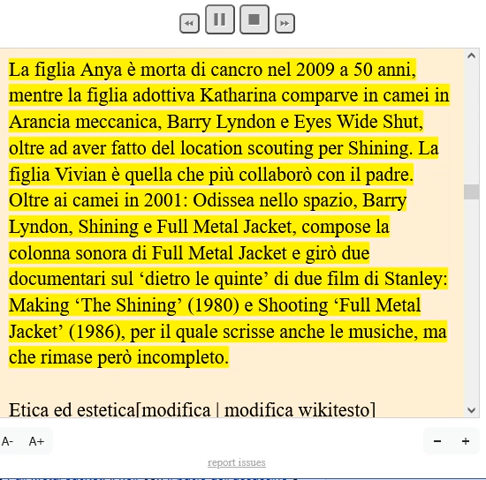 La figlia Anya è morta di cancro nel 2009 a 50 anni,
mentre la figlia adottiva Katharina comparve in camei in
Arancia meccanica, Barry Lyndon e Eyes Wide Shut,
oltre ad aver fatto del location scouting per Shining. La
figlia Vivian è quella che più collaborò con il padre.
Oltre ai camei in 2001: Odissea nello spazio, Barry
Lyndon, Shining e Full Metal Jacket, compose la
colonna sonora di Full Metal Jacket e girò due
documentari sul ‘dietro le quinte’ di due film di Stanley:
Making ‘The Shining’ (1980) e Shooting ‘Full Metal
Jacket’ (1986), per il quale scrisse anche le musiche, ma
che rimase però incompleto.
Etica ed estetica[modifica | modifica wikitesto]
A- A+ - +
report issues